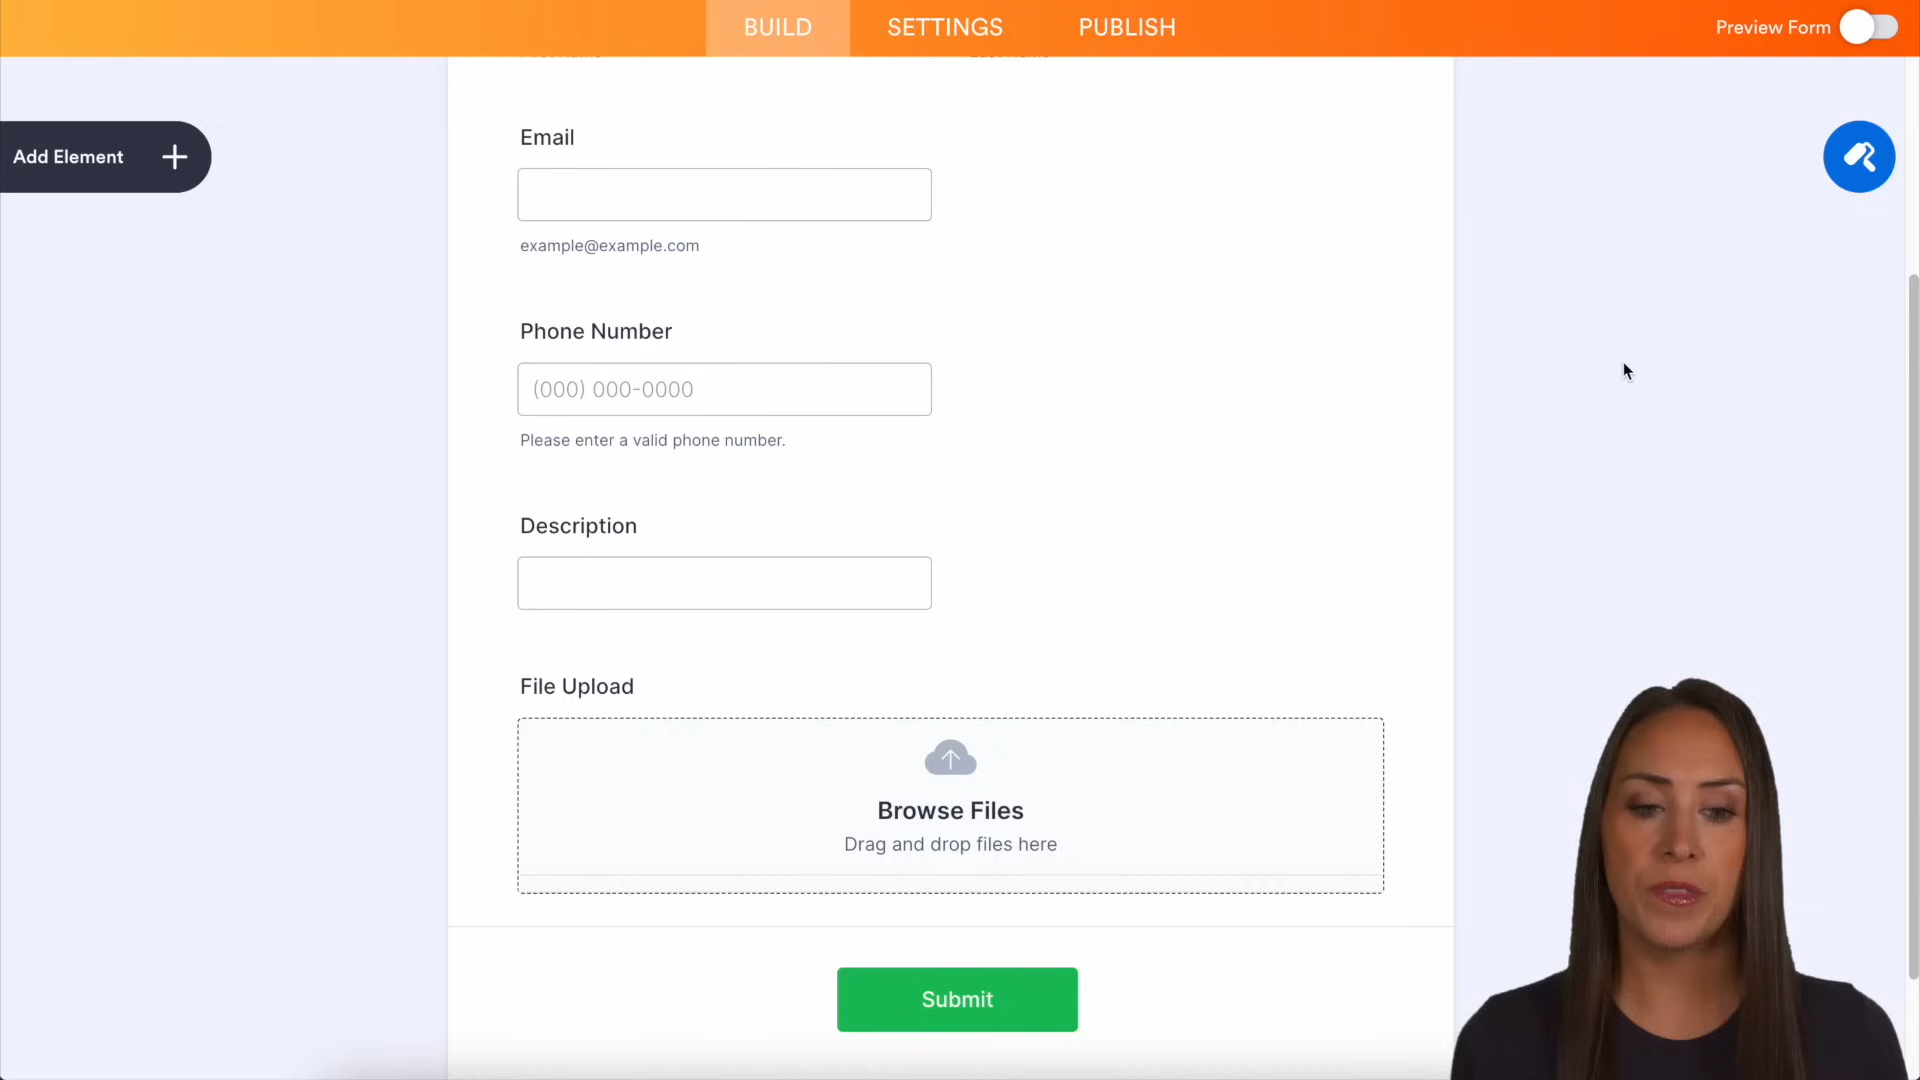 BUILD
SETTINGS
PUBLISH
Preview Form
Add Element
Email
example@example.com
Phone Number
(000) 000-0000
Please enter a valid phone number.
Description
File Upload
Browse Files
Drag and drop files here
Submit